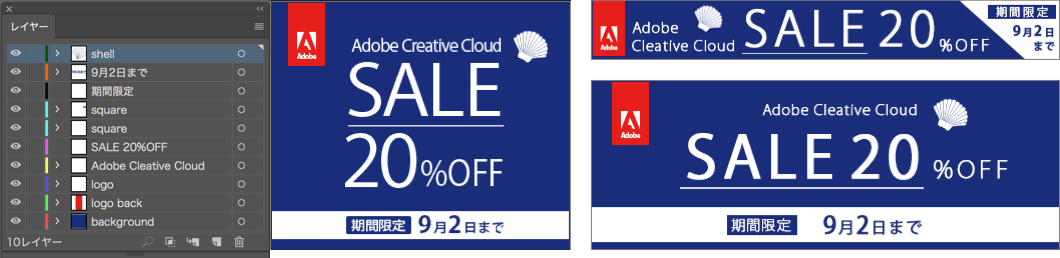 レイヤー
shell
9月2日まで
期間限定
square
square
SALE 20%OFF
Adobe Cleative Cloud
logo
logo back
background
10レイヤー
Adobe
Adobe Creative Cloud
SALE
20%OFF
期間限定 9月2日まで
Adobe
Adobe
Cleative Cloud
SALE 20%OFF
期間限定
9月2日
まで
Adobe
Adobe Cleative Cloud
SALE 20 %OFF
期間限定 9月2日まで